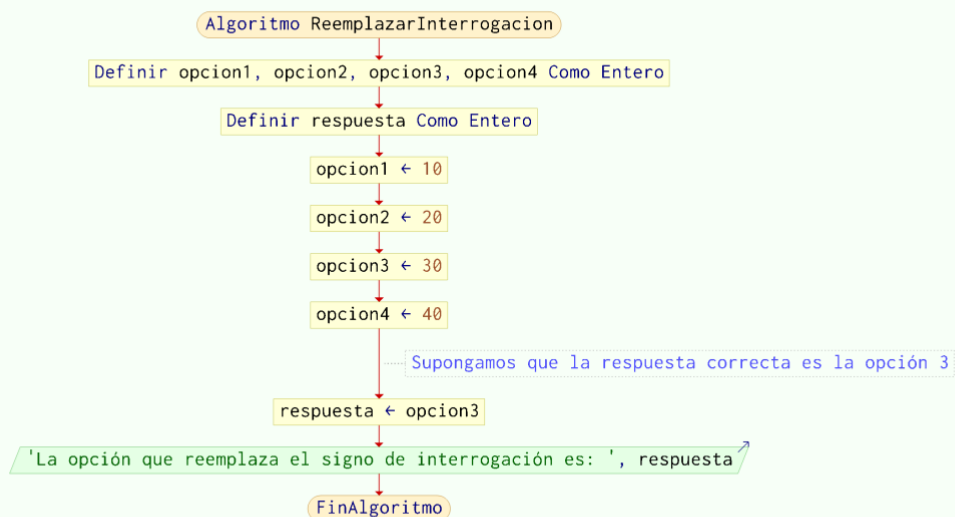 Algoritmo ReemplazarInterrogacion
Definir opcion1, opcion2, opcion3, opcion4 Como Entero
Definir respuesta Como Entero
opcion1 ← 10
opcion2 ← 20
opcion3 ← 30
opcion4 ← 40
Supongamos que la respuesta correcta es la opción 3
respuesta ← opcion3
'La opción que reemplaza el signo de interrogación es: ', respuesta
FinAlgoritmo